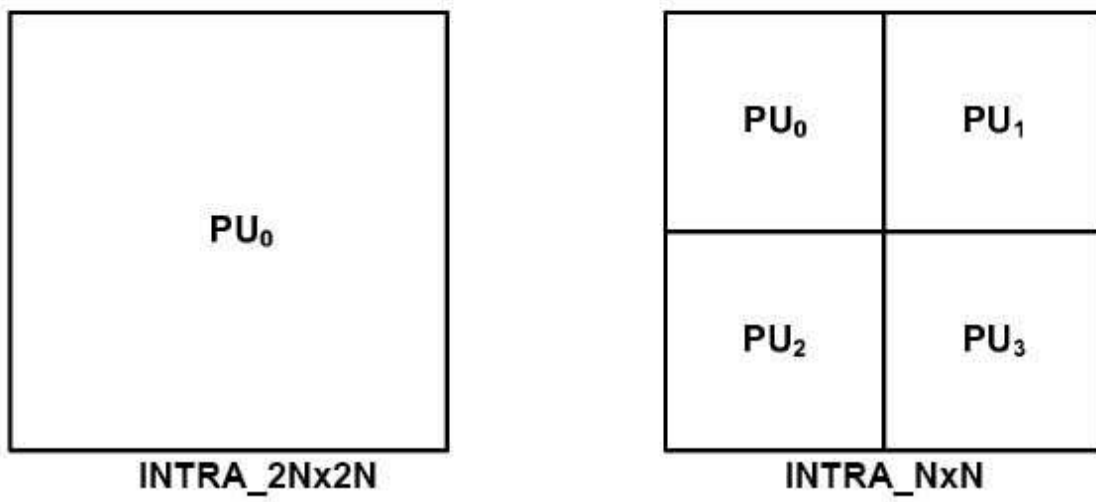 PU₀
PU₀ PU₁
PU₂ PU₃
INTRA_2Nx2N
INTRA_NxN